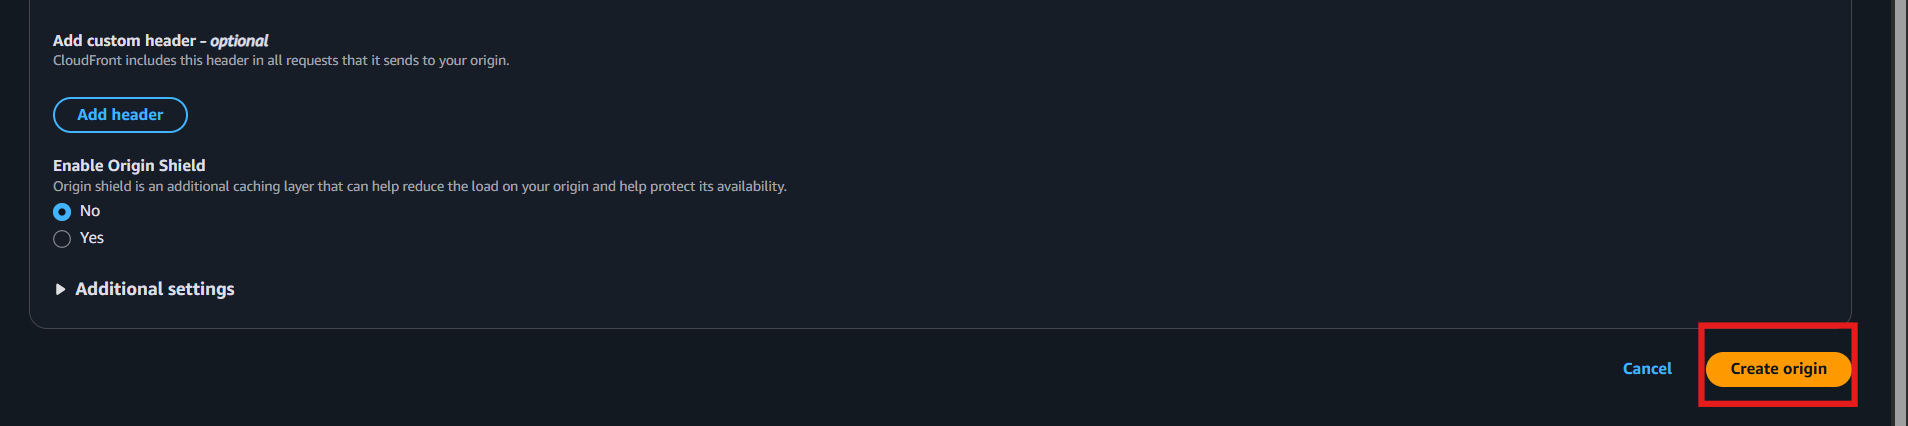 Add custom header - optional
CloudFront includes this header in all requests that it sends to your origin.
Add header
Enable Origin Shield
Origin shield is an additional caching layer that can help reduce the load on your origin and help protect its availability.
No
Yes
Additional settings
Cancel
Create origin